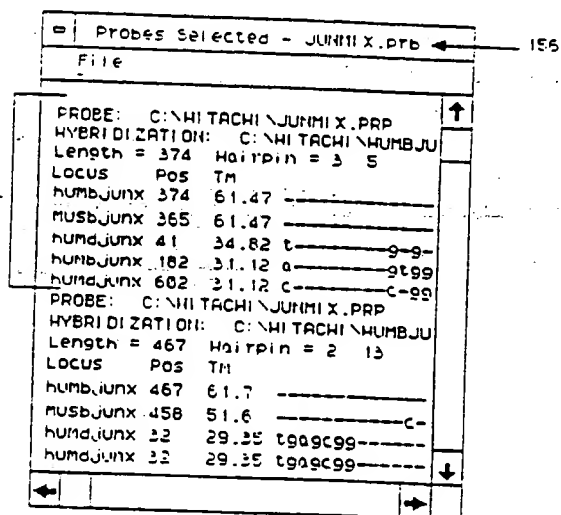 Probes Selected - JUNMIX.prb
156
File
PROBE: C:\HITACHI\JUNMIX.PRP
HYBRIDIZATION: C:\HITACHI\HUMBJU
Length = 374 Hairpin = 3 5
Locus Pos TM
humbjunx 374 61.47 --------------
musbjunx 365 61.47 --------------
humdjunx 41 34.82 t----------g-g-
humbjunx 182 31.12 a----------gtgg
humdjunx 602 31.12 c----------c-gg
PROBE: C:\HITACHI\JUNMIX.PRP
HYBRIDIZATION: C:\HITACHI\HUMBJU
Length = 467 Hairpin = 2 13
Locus Pos TM
humbjunx 467 61.7 --------------
musbjunx 458 51.6 ------------c-
humdjunx 32 29.35 tgagcgg------
humdjunx 32 29.35 tgagcgg------